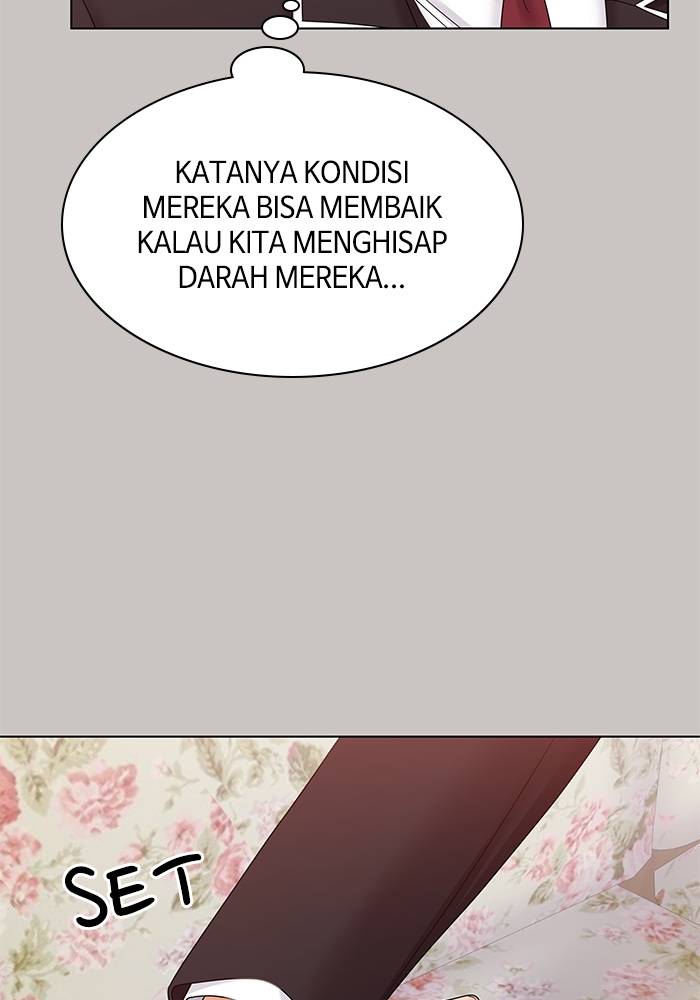 KATANYA KONDISI
MEREKA BISA MEMBAIK
KALAU KITA MENGHISAP
DARAH MEREKA...
SET